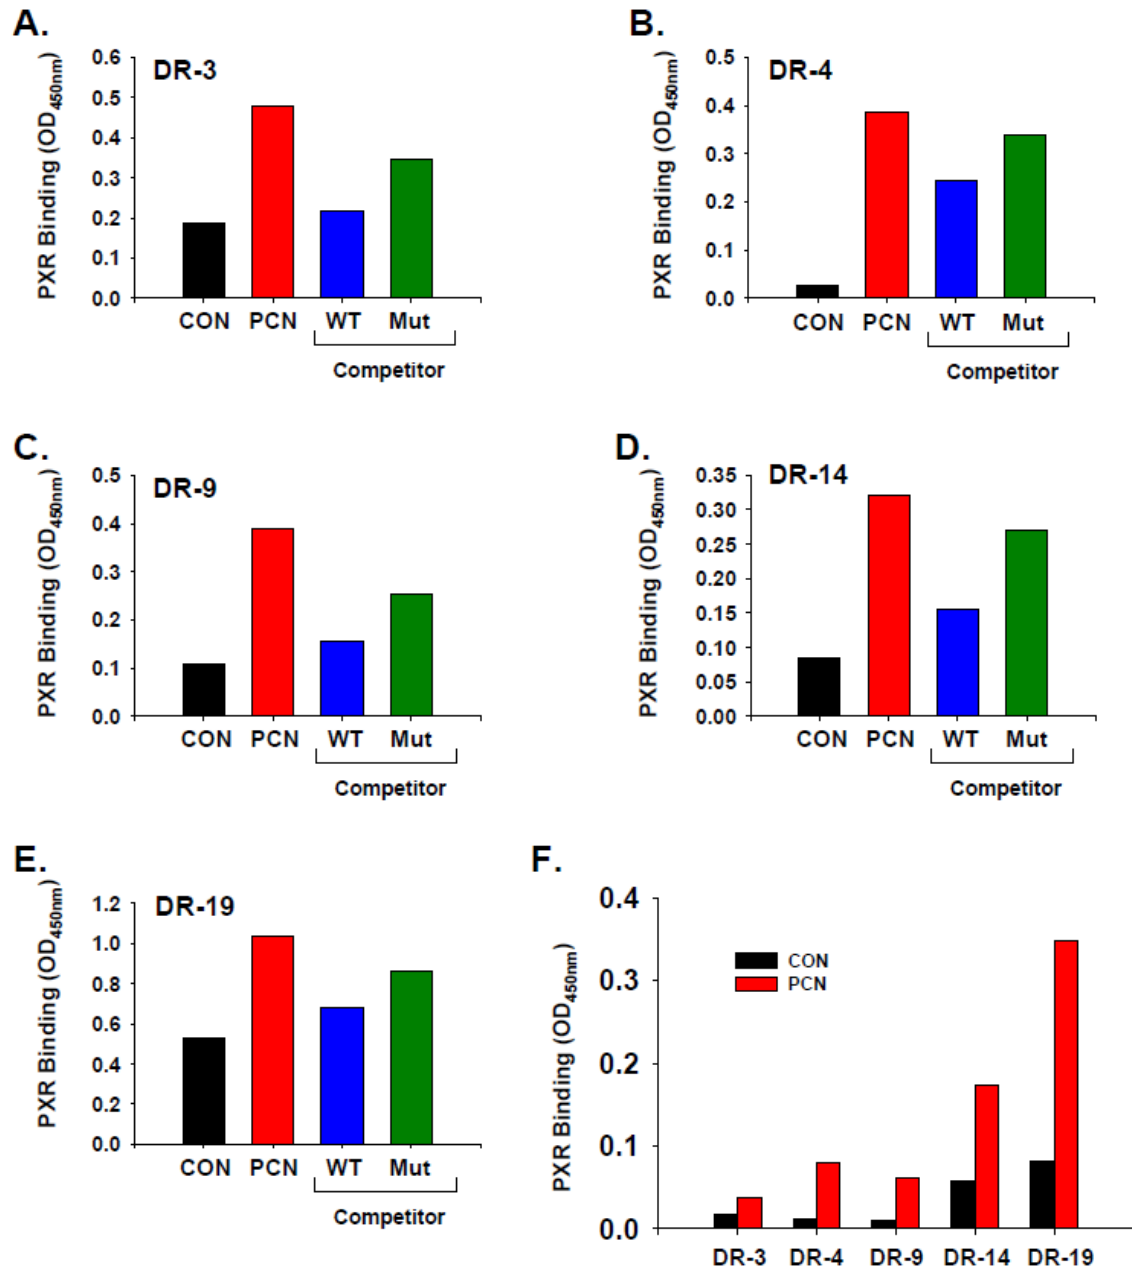 A.
DR-3
PXR Binding (OD450nm)
0.6
0.5
0.4
0.3
0.2
0.1
0.0
CON PCN WT Mut
Competitor
B.
DR-4
PXR Binding (OD450nm)
0.5
0.4
0.3
0.2
0.1
0.0
CON PCN WT Mut
Competitor
C.
DR-9
PXR Binding (OD450nm)
0.5
0.4
0.3
0.2
0.1
0.0
CON PCN WT Mut
Competitor
D.
DR-14
PXR Binding (OD450nm)
0.35
0.30
0.25
0.20
0.15
0.10
0.05
0.00
CON PCN WT Mut
Competitor
E.
DR-19
PXR Binding (OD450nm)
1.2
1.0
0.8
0.6
0.4
0.2
0.0
CON PCN WT Mut
Competitor
F.
PXR Binding (OD450nm)
0.4
0.3
0.2
0.1
0.0
CON
PCN
DR-3 DR-4 DR-9 DR-14 DR-19